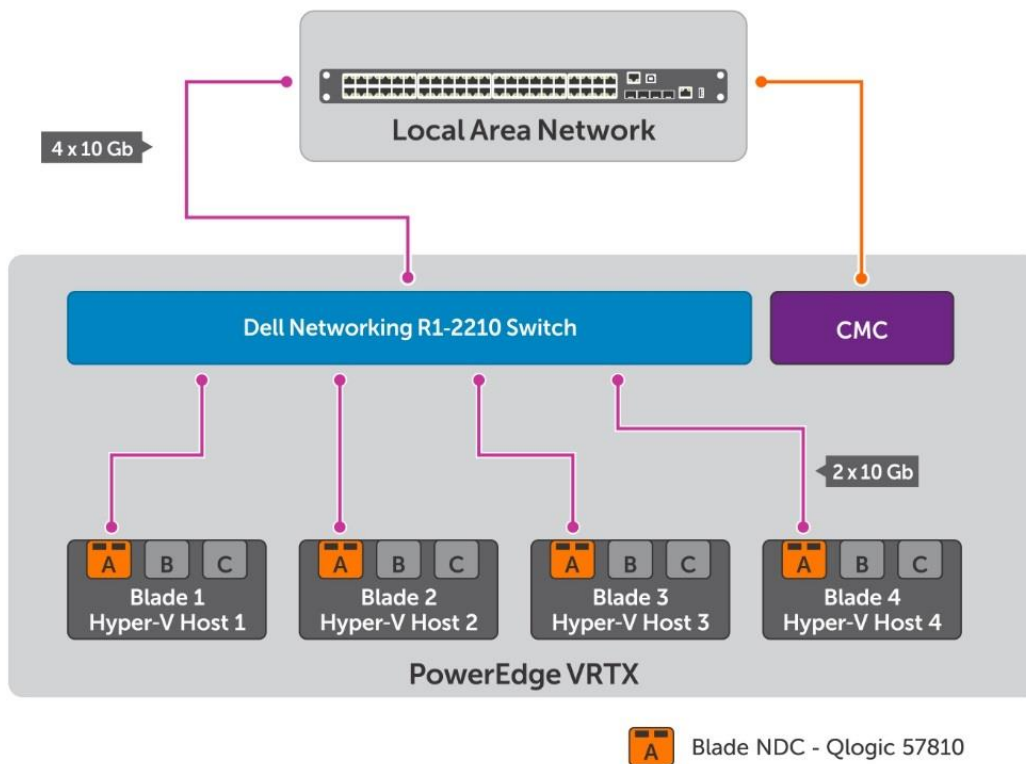 Local Area Network
4 x 10 Gb
Dell Networking R1-2210 Switch
CMC
2 x 10 Gb
A B C
Blade 1
Hyper-V Host 1
A B C
Blade 2
Hyper-V Host 2
A B C
Blade 3
Hyper-V Host 3
A B C
Blade 4
Hyper-V Host 4
PowerEdge VRTX
A Blade NDC - Qlogic 57810